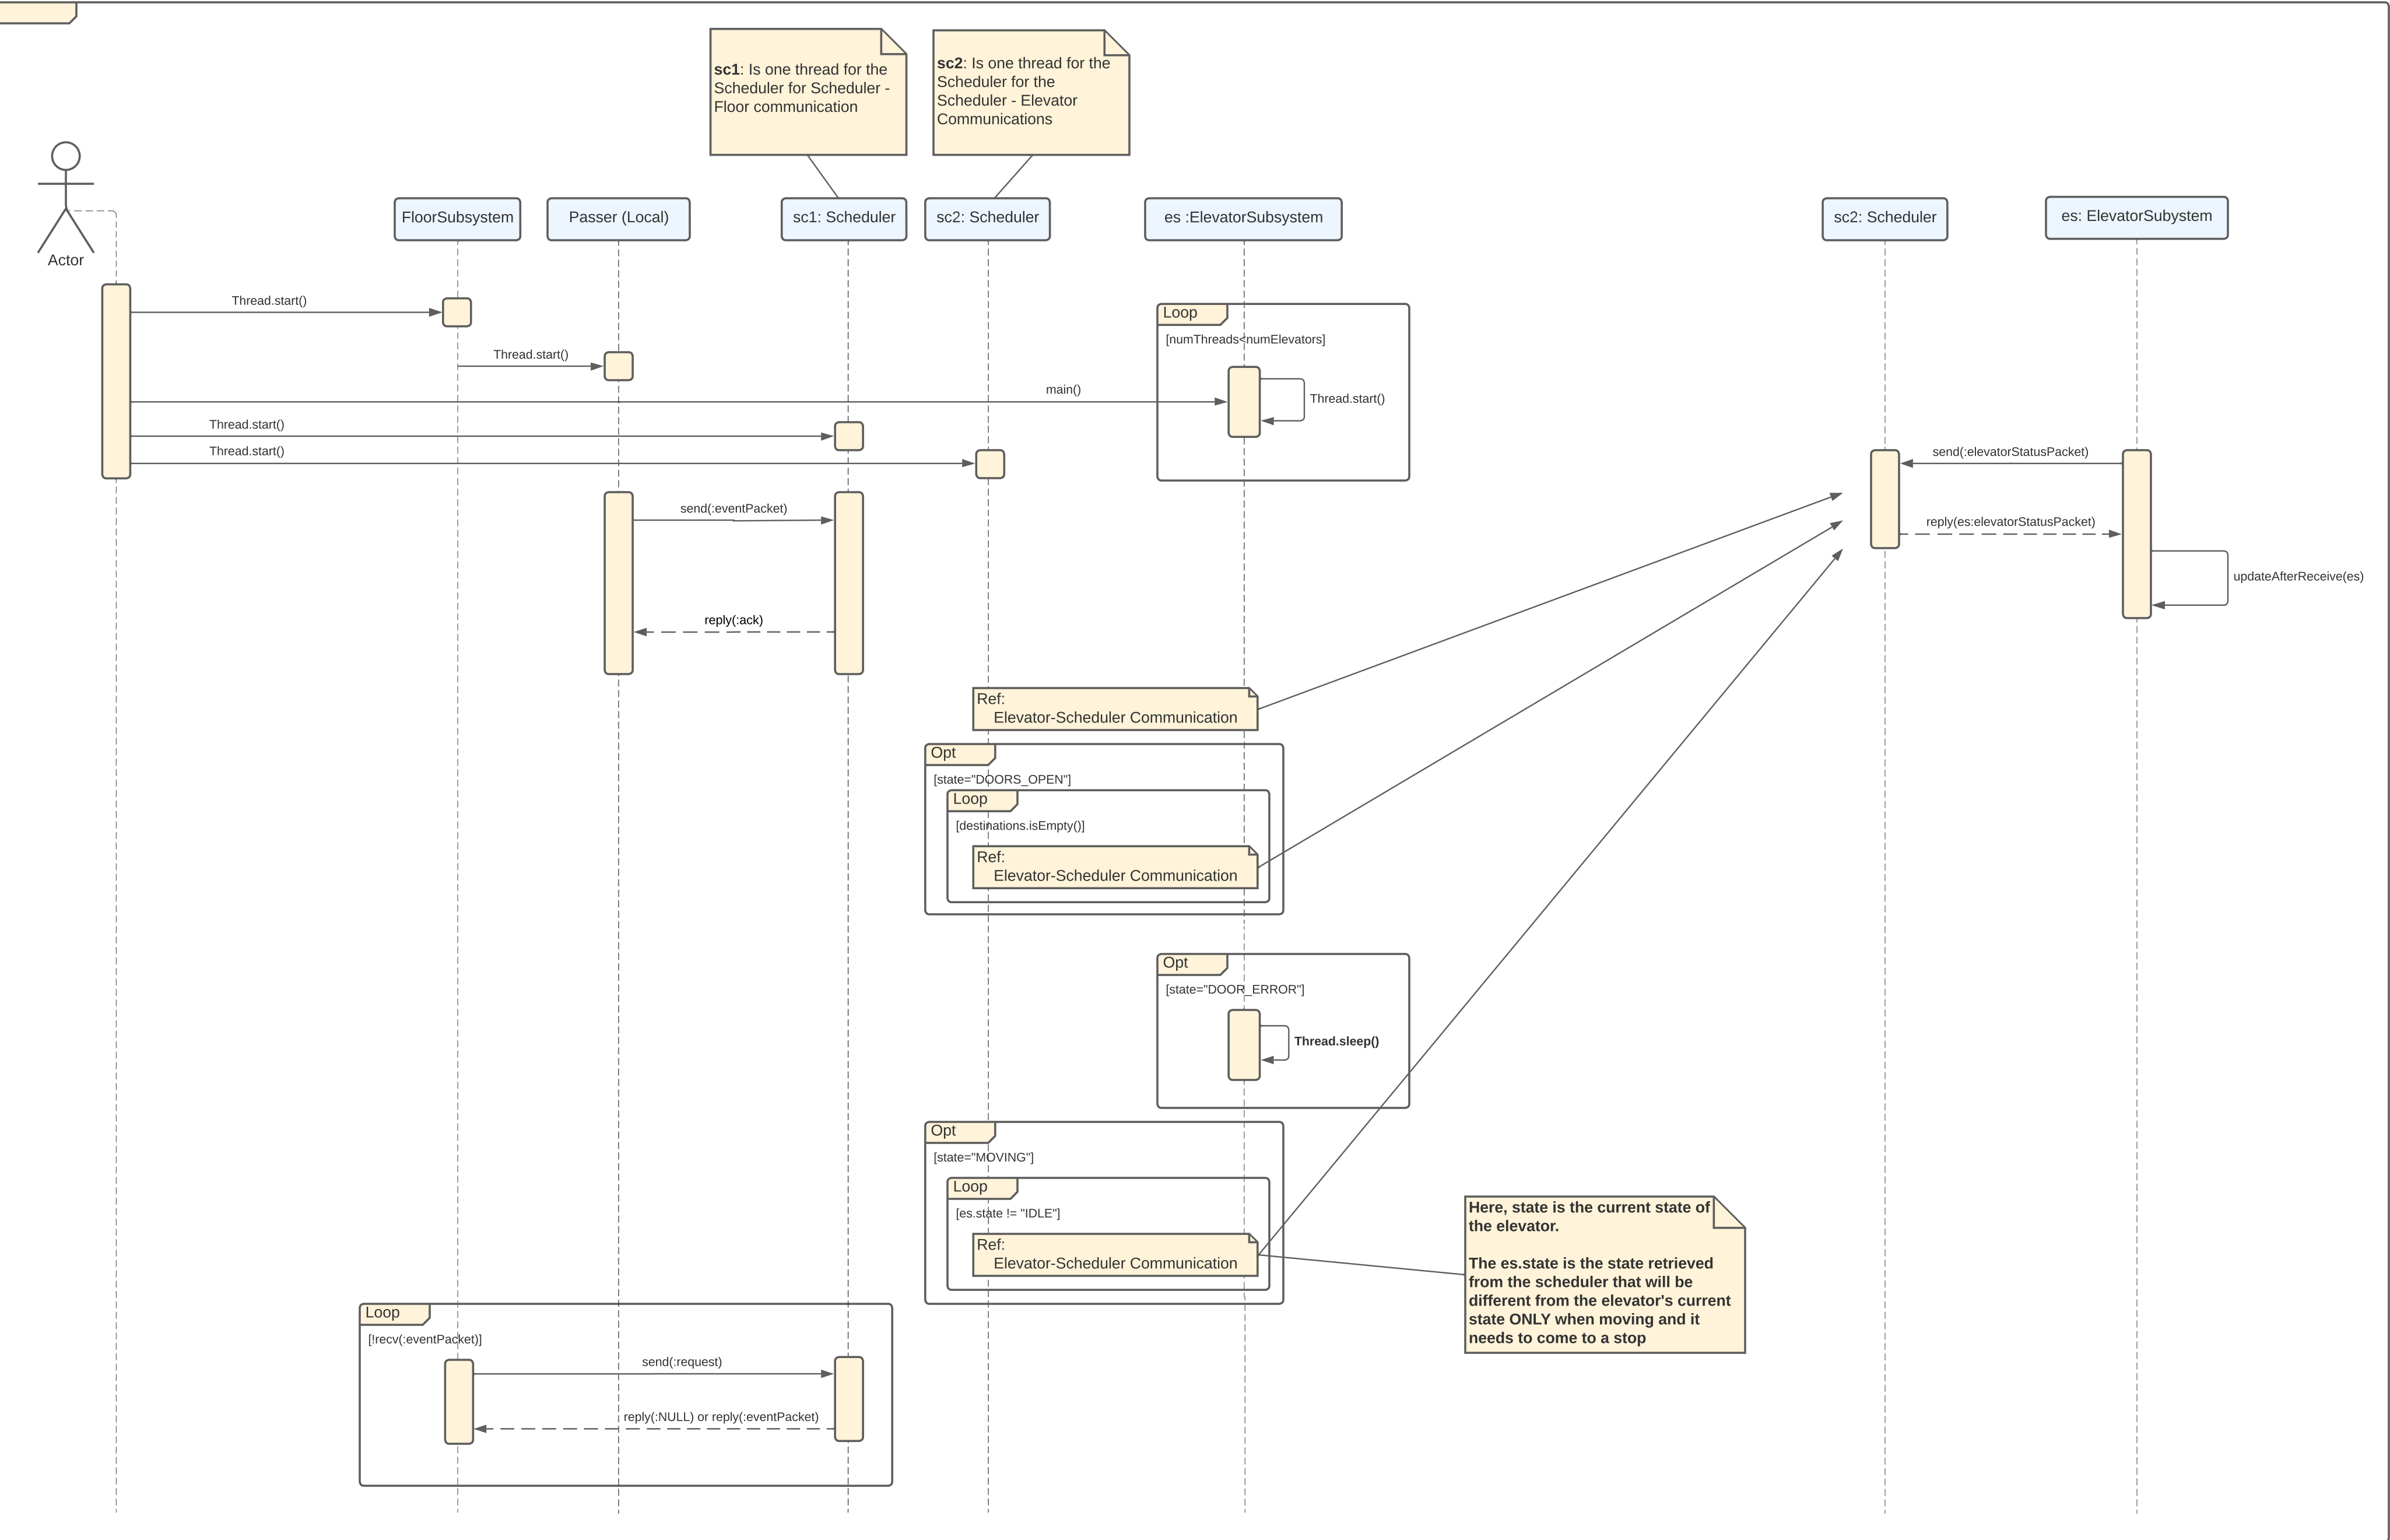 sc1: Is one thread for the
Scheduler for Scheduler -
Floor communication
sc2: Is one thread for the
Scheduler for the
Scheduler - Elevator
Communications
Actor
FloorSubsystem
Passer (Local)
sc1: Scheduler
sc2: Scheduler
es :ElevatorSubsystem
sc2: Scheduler
es: ElevatorSubystem
Thread.start()
Loop
[numThreads<numElevators]
Thread.start()
main()
Thread.start()
Thread.start()
Thread.start()
send(:elevatorStatusPacket)
send(:eventPacket)
reply(es:elevatorStatusPacket)
updateAfterReceive(es)
reply(:ack)
Ref:
Elevator-Scheduler Communication
Opt
[state="DOORS_OPEN"]
Loop
[destinations.isEmpty()]
Ref:
Elevator-Scheduler Communication
Opt
[state="DOOR_ERROR"]
Thread.sleep()
Opt
[state="MOVING"]
Loop
[es.state != "IDLE"]
Ref:
Elevator-Scheduler Communication
Here, state is the current state of
the elevator.
The es.state is the state retrieved
from the scheduler that will be
different from the elevator's current
state ONLY when moving and it
needs to come to a stop
Loop
[!recv(:eventPacket)]
send(:request)
reply(:NULL) or reply(:eventPacket)